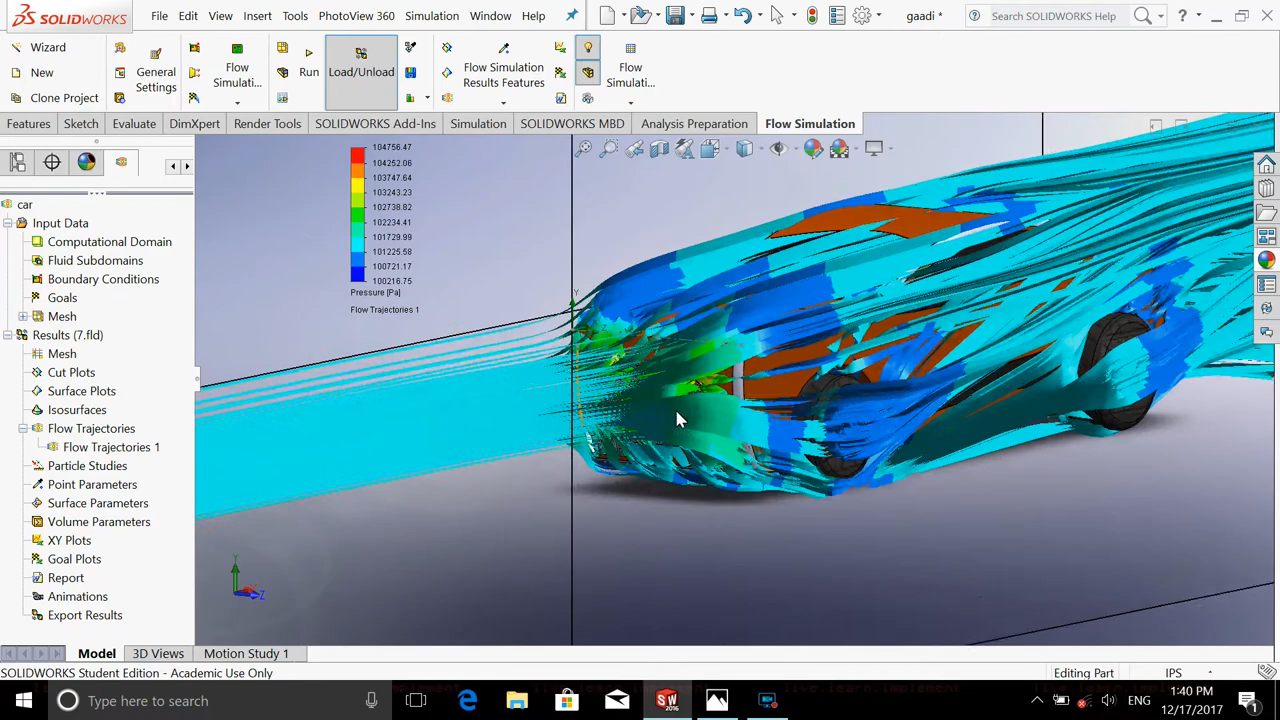 SOLIDWORKS
File Edit View Insert Tools PhotoView 360 Simulation Window Help
gaadi
Search SOLIDWORKS Help
Wizard
New
Clone Project
General Settings
Flow Simulati...
Run
Load/Unload
Flow Simulation Results Features
Flow Simulati...
Features Sketch Evaluate DimXpert Render Tools SOLIDWORKS Add-Ins Simulation SOLIDWORKS MBD Analysis Preparation Flow Simulation
car
Input Data
Computational Domain
Fluid Subdomains
Boundary Conditions
Goals
Mesh
Results (7.fld)
Mesh
Cut Plots
Surface Plots
Isosurfaces
Flow Trajectories
Flow Trajectories 1
Particle Studies
Point Parameters
Surface Parameters
Volume Parameters
XY Plots
Goal Plots
Report
Animations
Export Results
104756.47
104252.06
103747.64
103243.23
102738.82
102234.41
101729.99
101225.58
100721.17
100216.75
Pressure [Pa]
Flow Trajectories 1
Y
Z
Y
Z
Model 3D Views Motion Study 1
SOLIDWORKS Student Edition - Academic Use Only
Editing Part
IPS
Type here to search
ENG
1:40 PM
12/17/2017